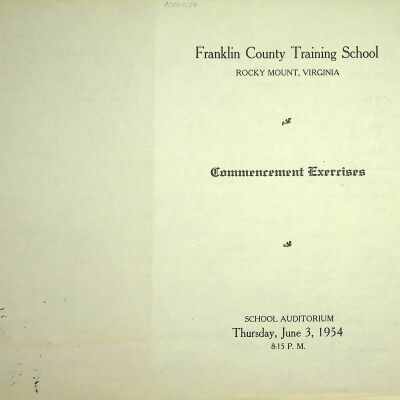 Franklin County Training School
ROCKY MOUNT, VIRGINIA
Commencement Exercises
SCHOOL AUDITORIUM
Thursday, June 3, 1954
8:15 P. M.